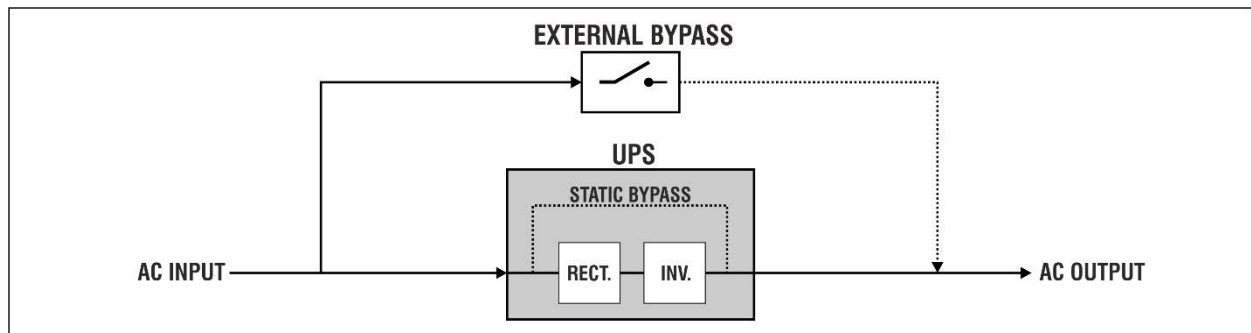 EXTERNAL BYPASS
UPS
STATIC BYPASS
AC INPUT
RECT.
INV.
AC OUTPUT